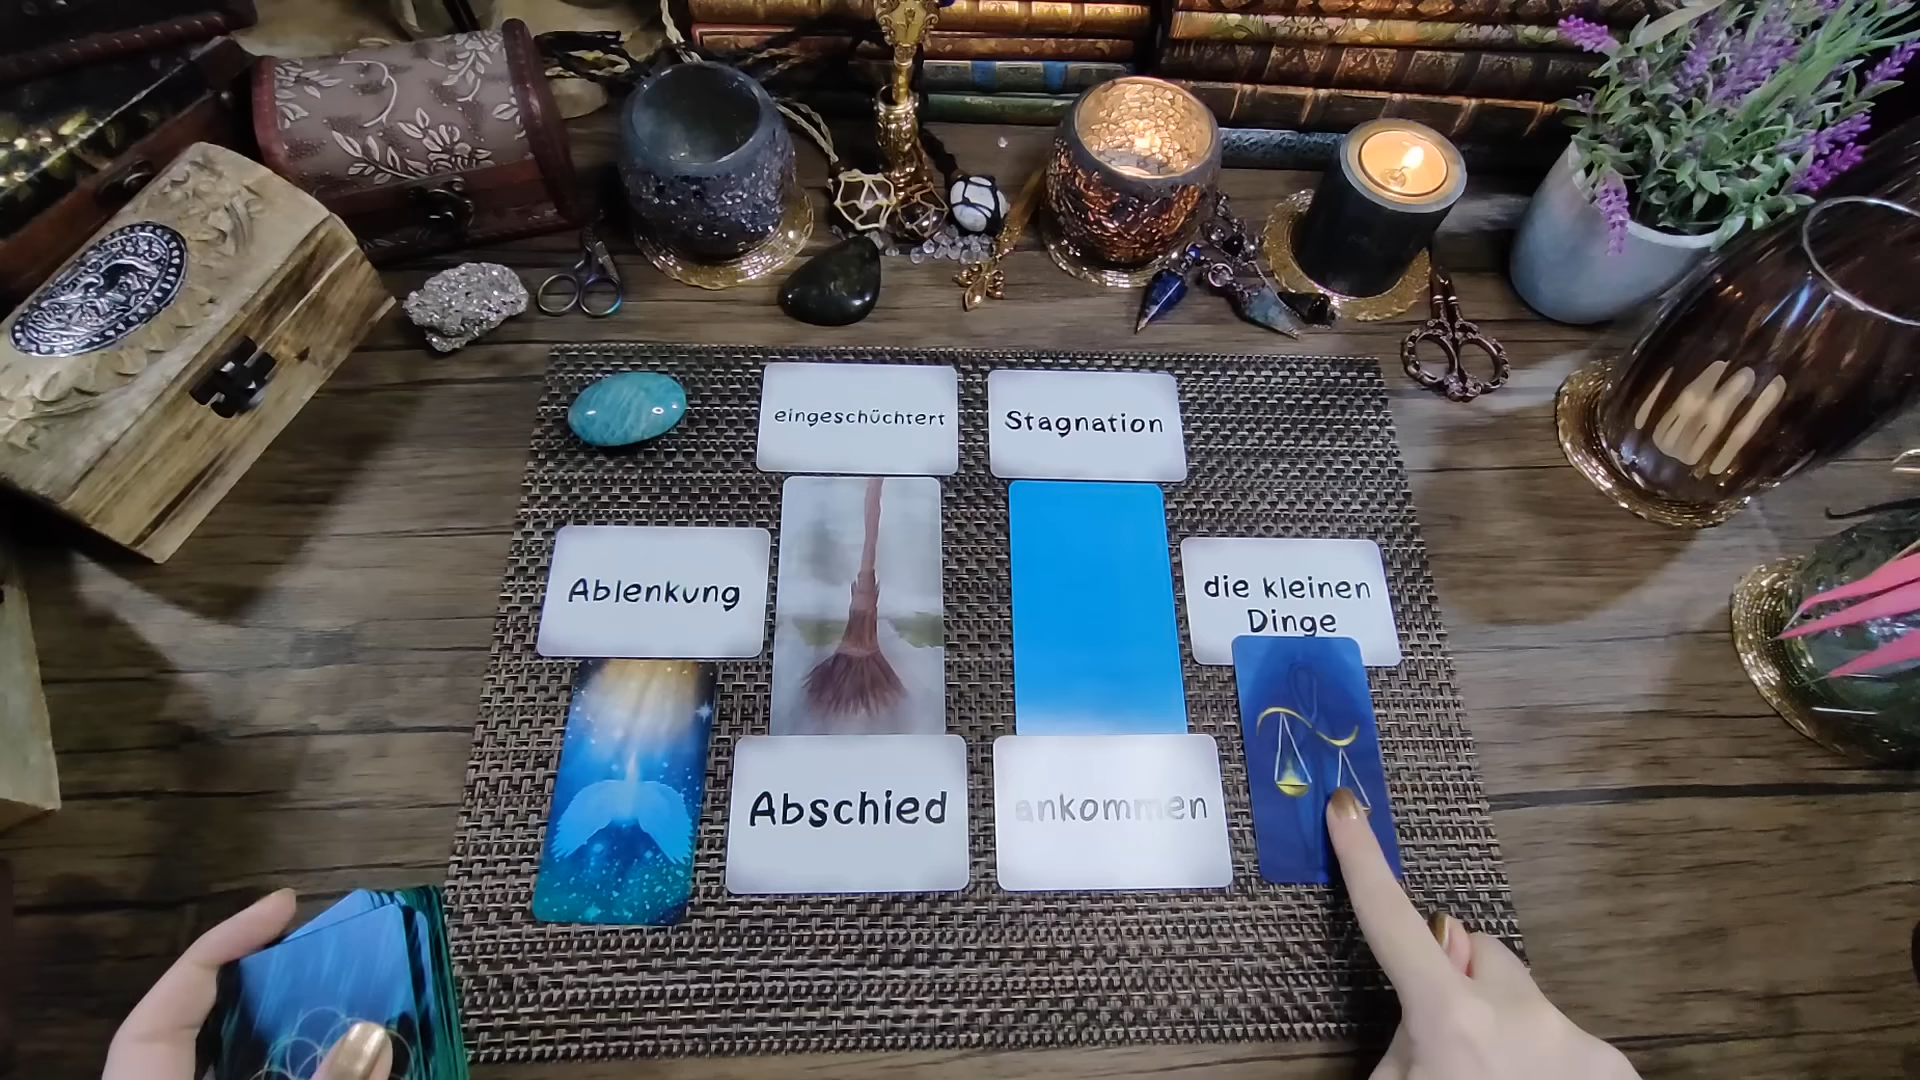 eingeschüchtert
Stagnation
Ablenkung
die kleinen
Dinge
Abschied
ankommen